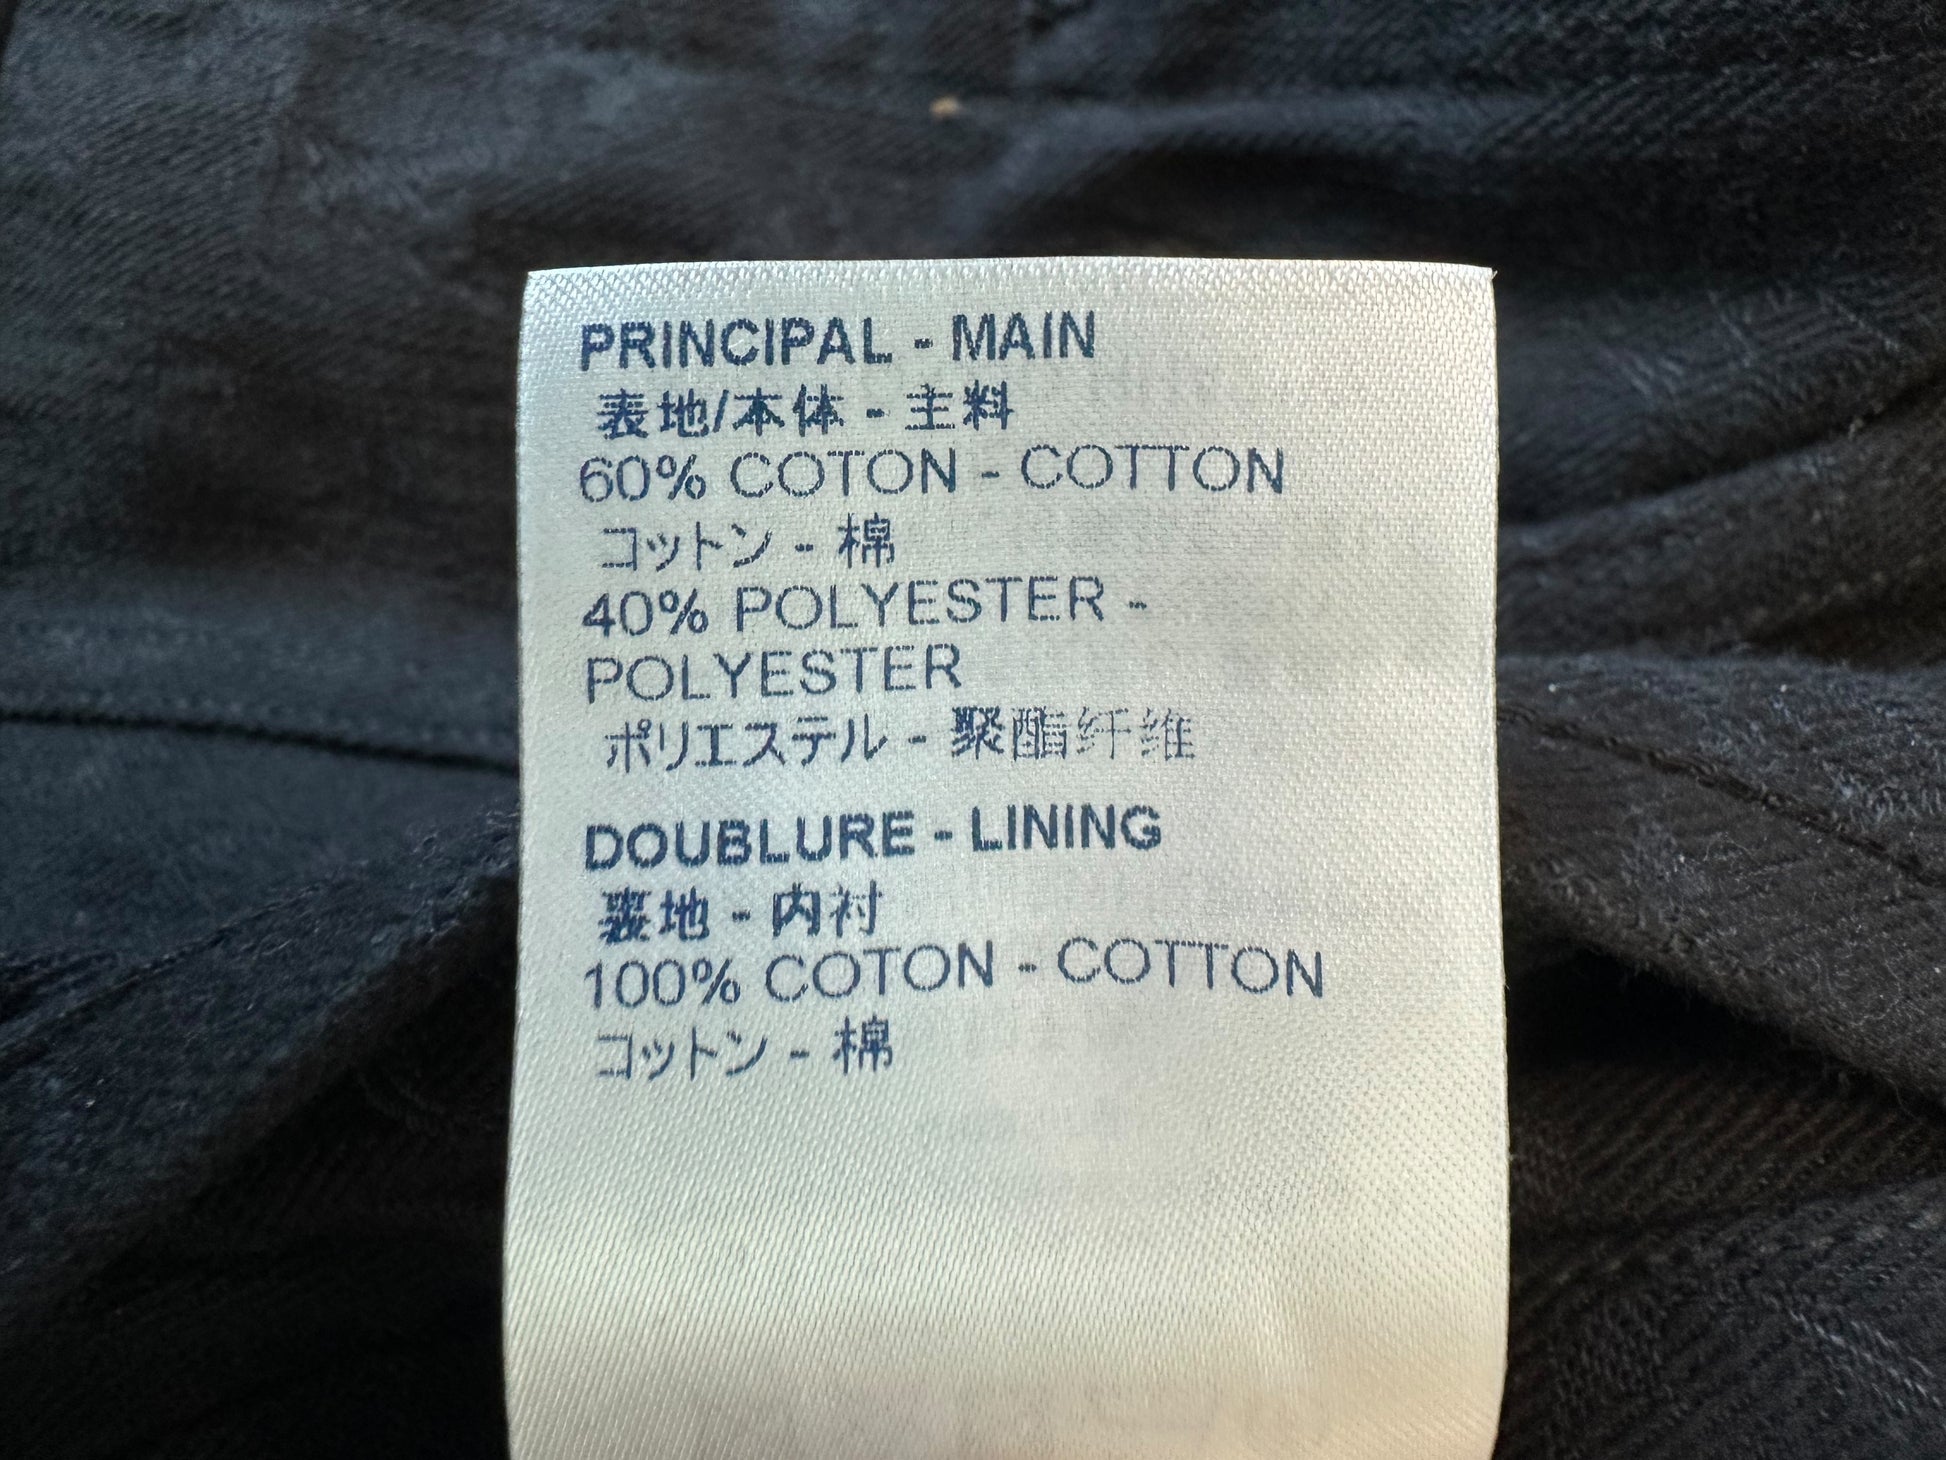 PRINCIPAL - MAIN
表地/本体 - 主料
60% COTON - COTTON
コットン - 棉
40% POLYESTER -
POLYESTER
ポリエステル - 聚酯纤维
DOUBLURE - LINING
裏地 - 内衬
100% COTON - COTTON
コットン - 棉